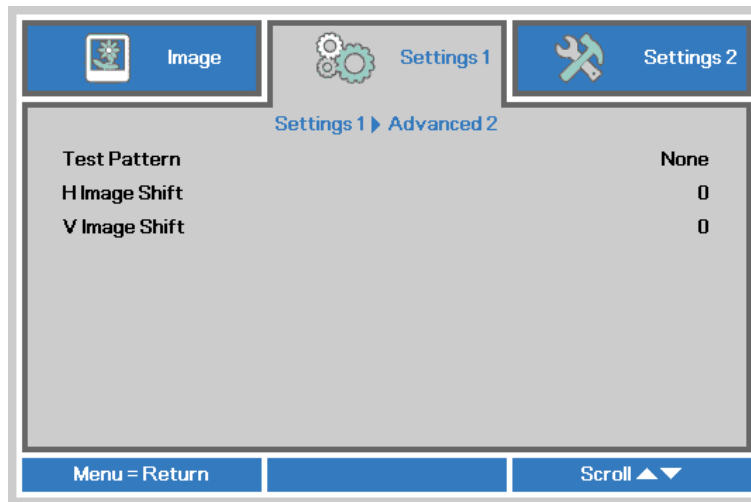 Image Settings 1 Settings 2
Settings 1 Advanced 2
Test Pattern None
H Image Shift 0
V Image Shift 0
Menu = Return Scroll